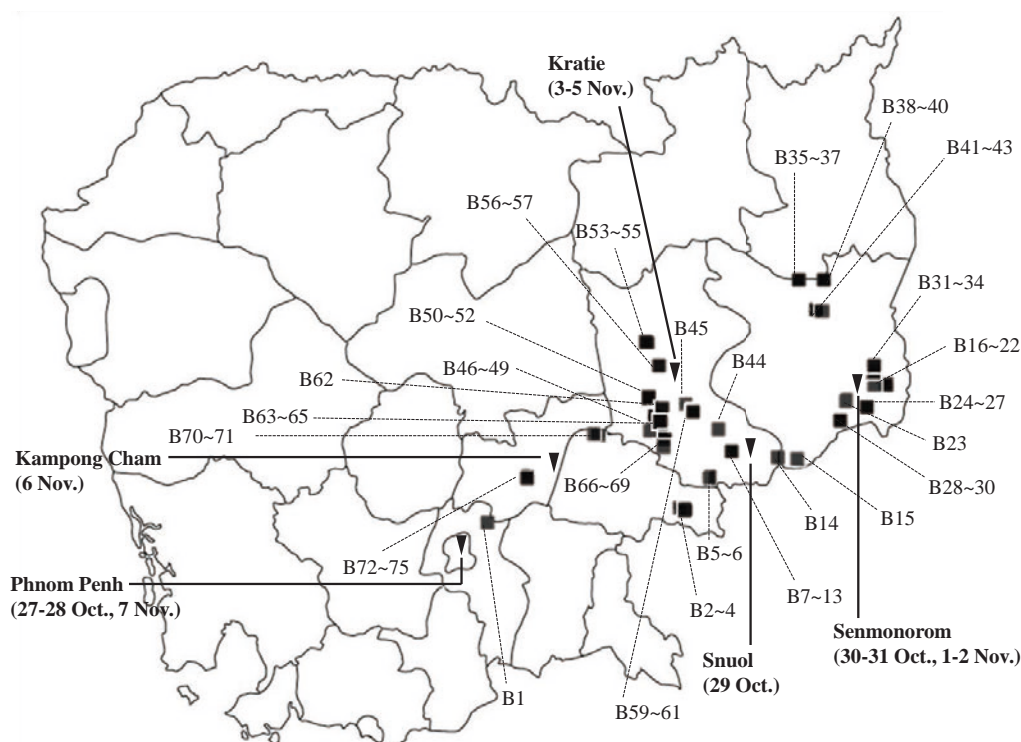 Kratie
(3-5 Nov.)
B38~40
B35~37
B41~43
B56~57
B53~55
B31~34
B50~52
B45
B16~22
B46~49
B44
B62
B24~27
B63~65
B23
B70~71
Kampong Cham
(6 Nov.)
B66~69
B28~30
B14
B15
B5~6
B72~75
Phnom Penh
(27-28 Oct., 7 Nov.)
B2~4
B7~13
Senmonorom
(30-31 Oct., 1-2 Nov.)
Snuol
(29 Oct.)
B1
B59~61